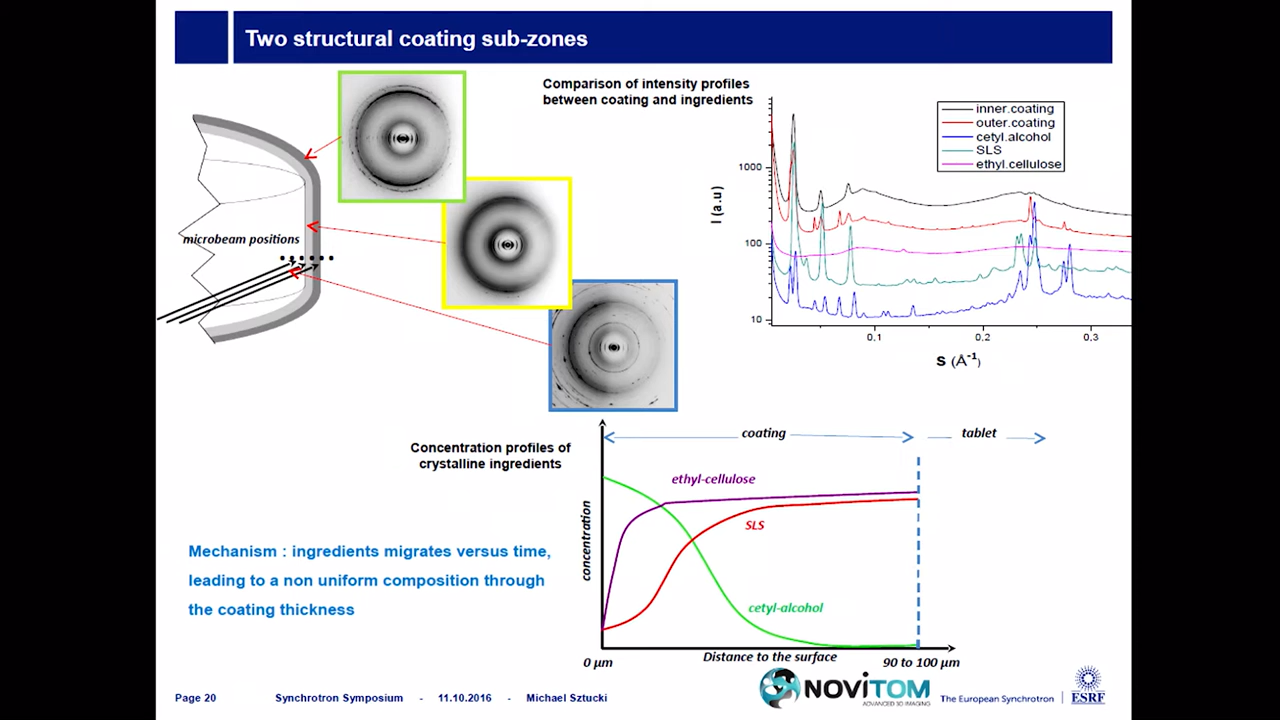 Two structural coating sub-zones
Comparison of intensity profiles
between coating and ingredients
microbeam positions
I (a.u)
1000
100
10
inner.coating
outer.coating
cetyl.alcohol
SLS
ethyl.cellulose
0,1
0,2
0,3
S (Å-1)
Concentration profiles of
crystalline ingredients
coating
tablet
concentration
ethyl-cellulose
SLS
cetyl-alcohol
0 µm
Distance to the surface
90 to 100 µm
Mechanism : ingredients migrates versus time,
leading to a non uniform composition through
the coating thickness
Page 20
Synchrotron Symposium - 11.10.2016 - Michael Sztucki
NOVITOM
ADVANCED 3D IMAGING
The European Synchrotron
ESRF